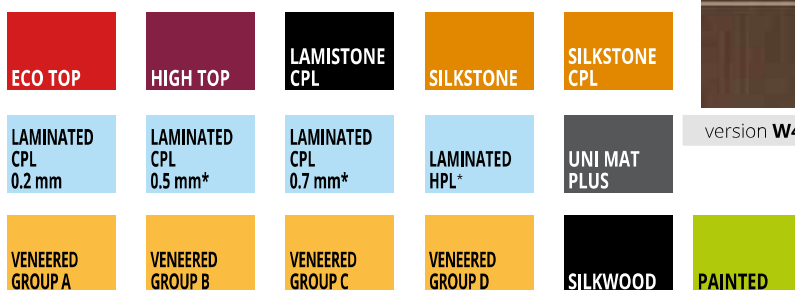 ECO TOP
HIGH TOP
LAMISTONE
CPL
SILKSTONE
SILKSTONE
CPL
version W4
LAMINATED
CPL
0.2 mm
LAMINATED
CPL
0.5 mm*
LAMINATED
CPL
0.7 mm*
LAMINATED
HPL*
UNI MAT
PLUS
VENEERED
GROUP A
VENEERED
GROUP B
VENEERED
GROUP C
VENEERED
GROUP D
SILKWOOD
PAINTED